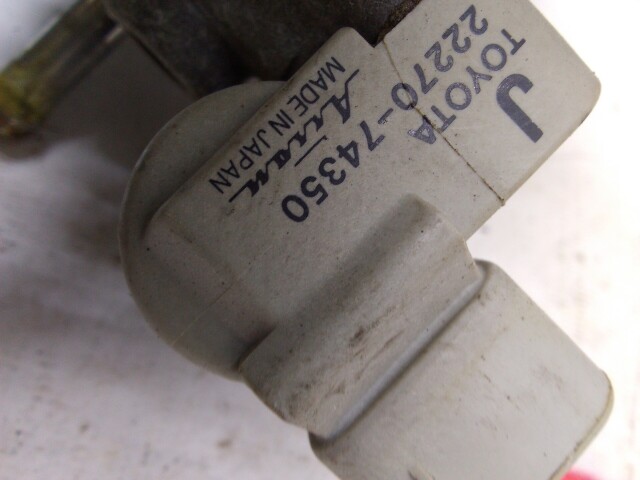 J
TOYOTA
22270-74350
Aisan
MADE IN JAPAN